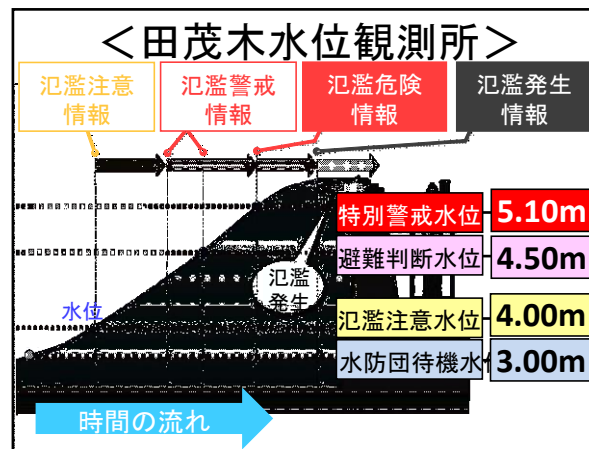 ＜田茂木水位観測所＞
氾濫注意
情報
氾濫警戒
情報
氾濫危険
情報
氾濫発生
情報
特別警戒水位
5.10m
避難判断水位
4.50m
氾濫
発生
水位
氾濫注意水位
4.00m
水防団待機水
3.00m
時間の流れ